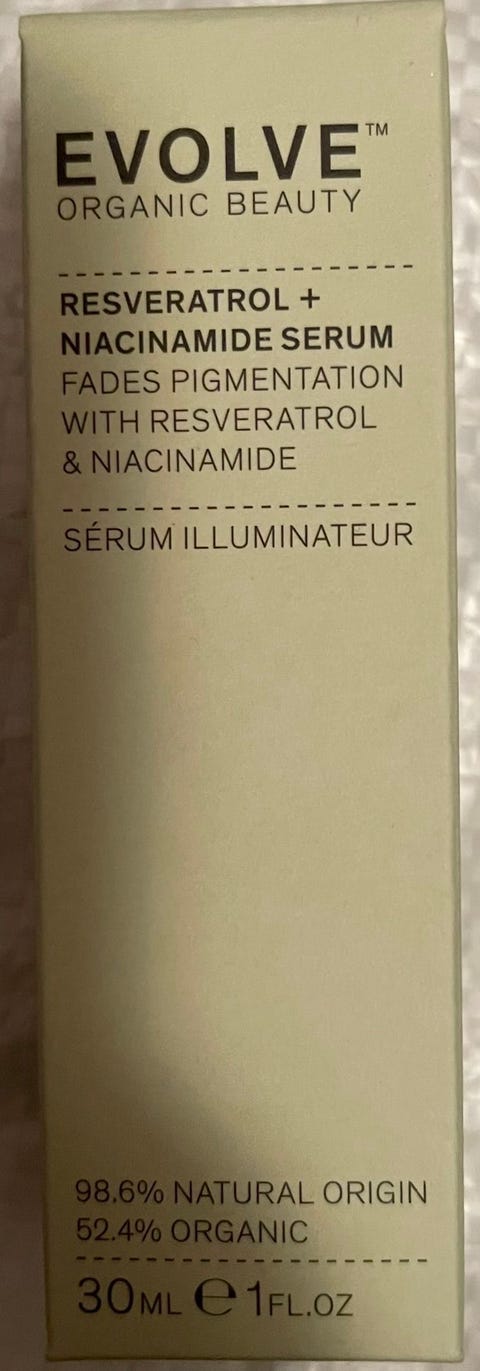 EVOLVE™
ORGANIC BEAUTY
RESVERATROL +
NIACINAMIDE SERUM
FADES PIGMENTATION
WITH RESVERATROL
& NIACINAMIDE
SÉRUM ILLUMINATEUR
98.6% NATURAL ORIGIN
52.4% ORGANIC
30ML ℮ 1FL.OZ